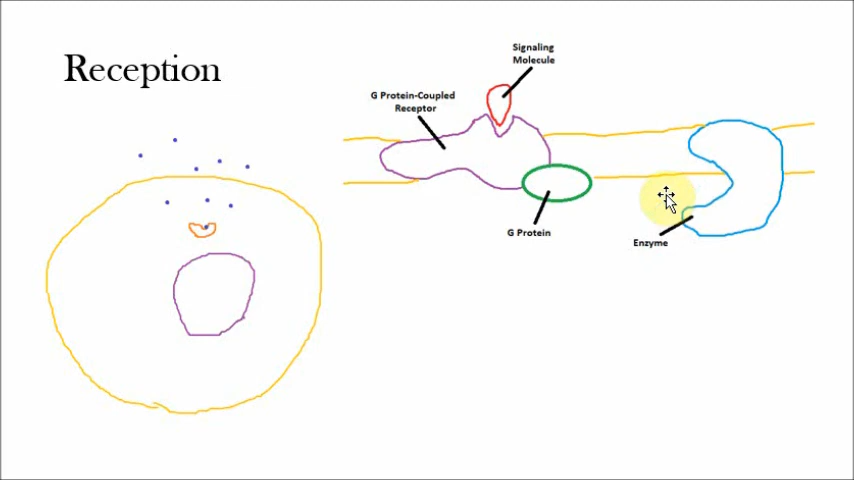 Reception
Signaling
Molecule
G Protein-Coupled
Receptor
G Protein
Enzyme